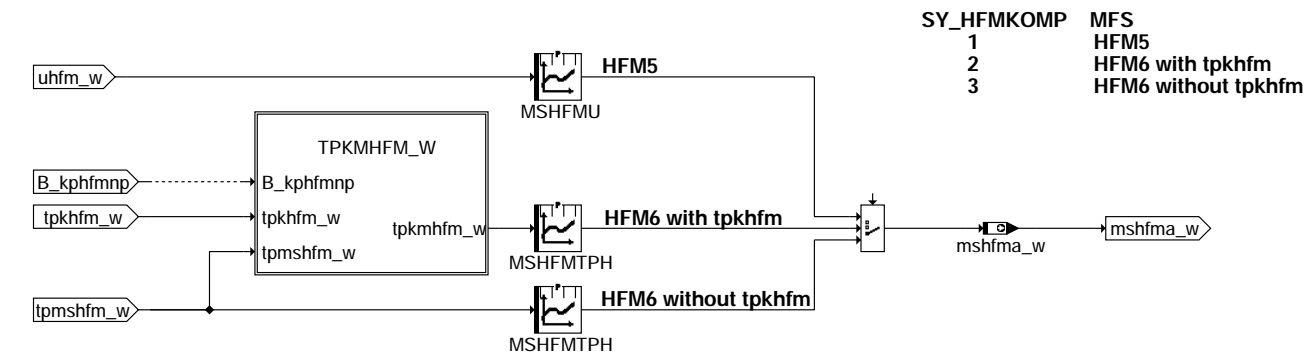 SY_HFMKOMP MFS
1 HFM5
2 HFM6 with tpkhfm
3 HFM6 without tpkhfm
uhfm_w
HFM5
MSHFMU
TPKMHFM_W
B_kphfmnp
B_kphfmnp
tpkhfm_w
tpkhfm_w
tpkmhfm_w
HFM6 with tpkhfm
tpmshfm_w
MSHFMTPH
mshfma_w
mshfma_w
tpmshfm_w
HFM6 without tpkhfm
MSHFMTPH